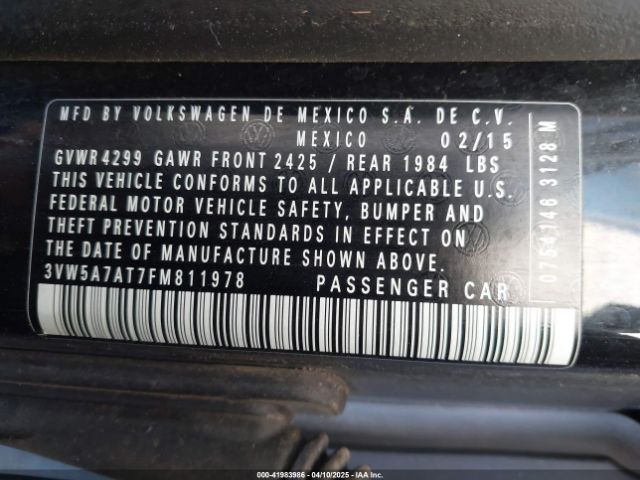 MFD BY VOLKSWAGEN DE MEXICO S.A. DE C.V.
MEXICO 02/15
GVWR 4299 GAWR FRONT 2425 / REAR 1984 LBS
THIS VEHICLE CONFORMS TO ALL APPLICABLE U.S.
FEDERAL MOTOR VEHICLE SAFETY, BUMPER AND
THEFT PREVENTION STANDARDS IN EFFECT ON
THE DATE OF MANUFACTURE SHOWN ABOVE.
3VW5A7AT7FM811978 PASSENGER CAR
0754146 3128 M
000-41983986 - 04/10/2025 - IAA Inc.